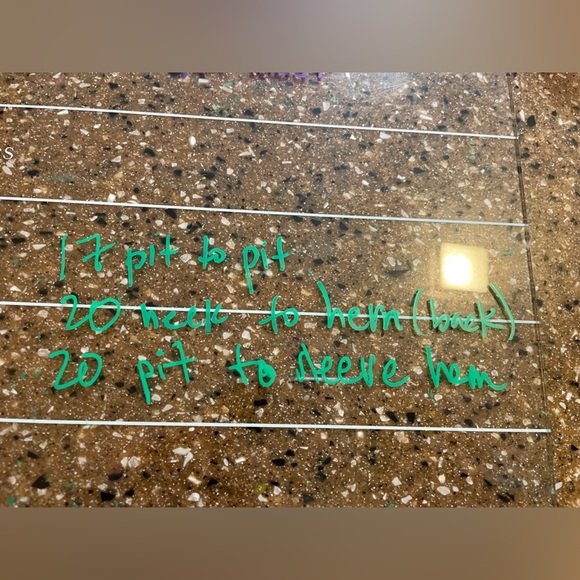 s
17 pit to pit
20 neck to hem (back)
20 pit to sleeve hem